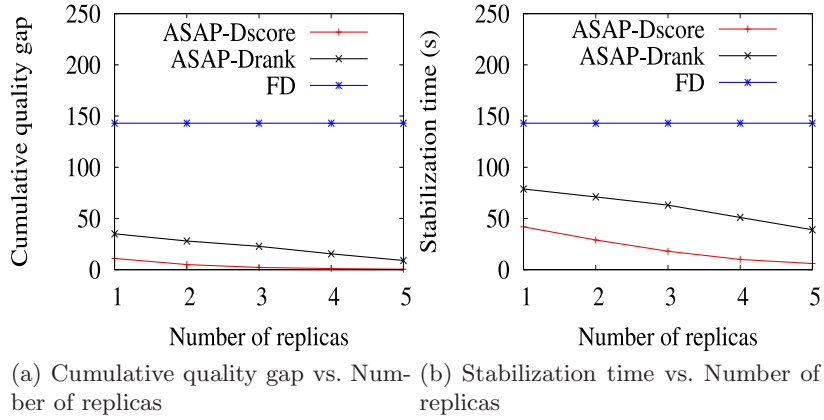 Cumulative quality gap
250
200
150
100
50
0
ASAP-Dscore
ASAP-Drank
FD
1 2 3 4 5
Number of replicas
(a) Cumulative quality gap vs. Num-
ber of replicas
Stabilization time (s)
250
200
150
100
50
0
ASAP-Dscore
ASAP-Drank
FD
1 2 3 4 5
Number of replicas
(b) Stabilization time vs. Number of
replicas